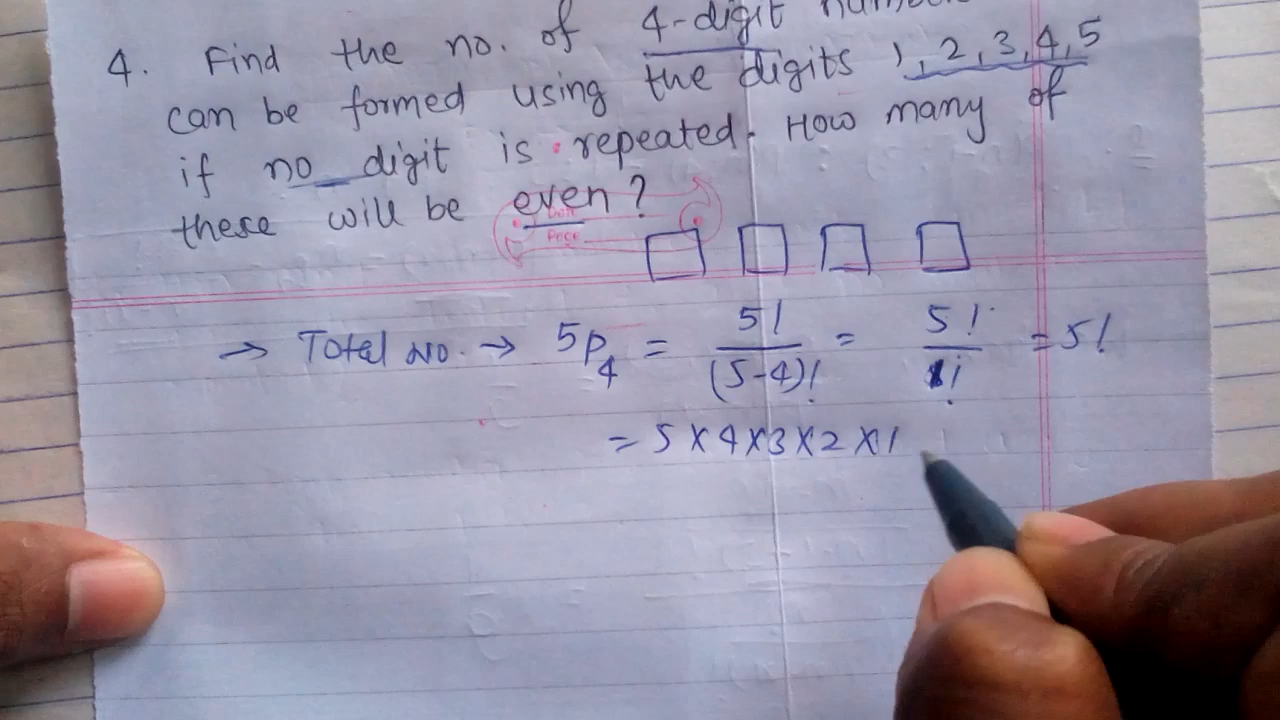 4-digit
4. Find the no. of
the digits 1, 2, 3, 4, 5
can be formed using
if no digit is repeated. How many of
these will be even?
Page
→ Total No. → 5P4 = 5!/(5-4)! = 5!/1! = 5!
= 5 X 4 X 3 X 2 X 1